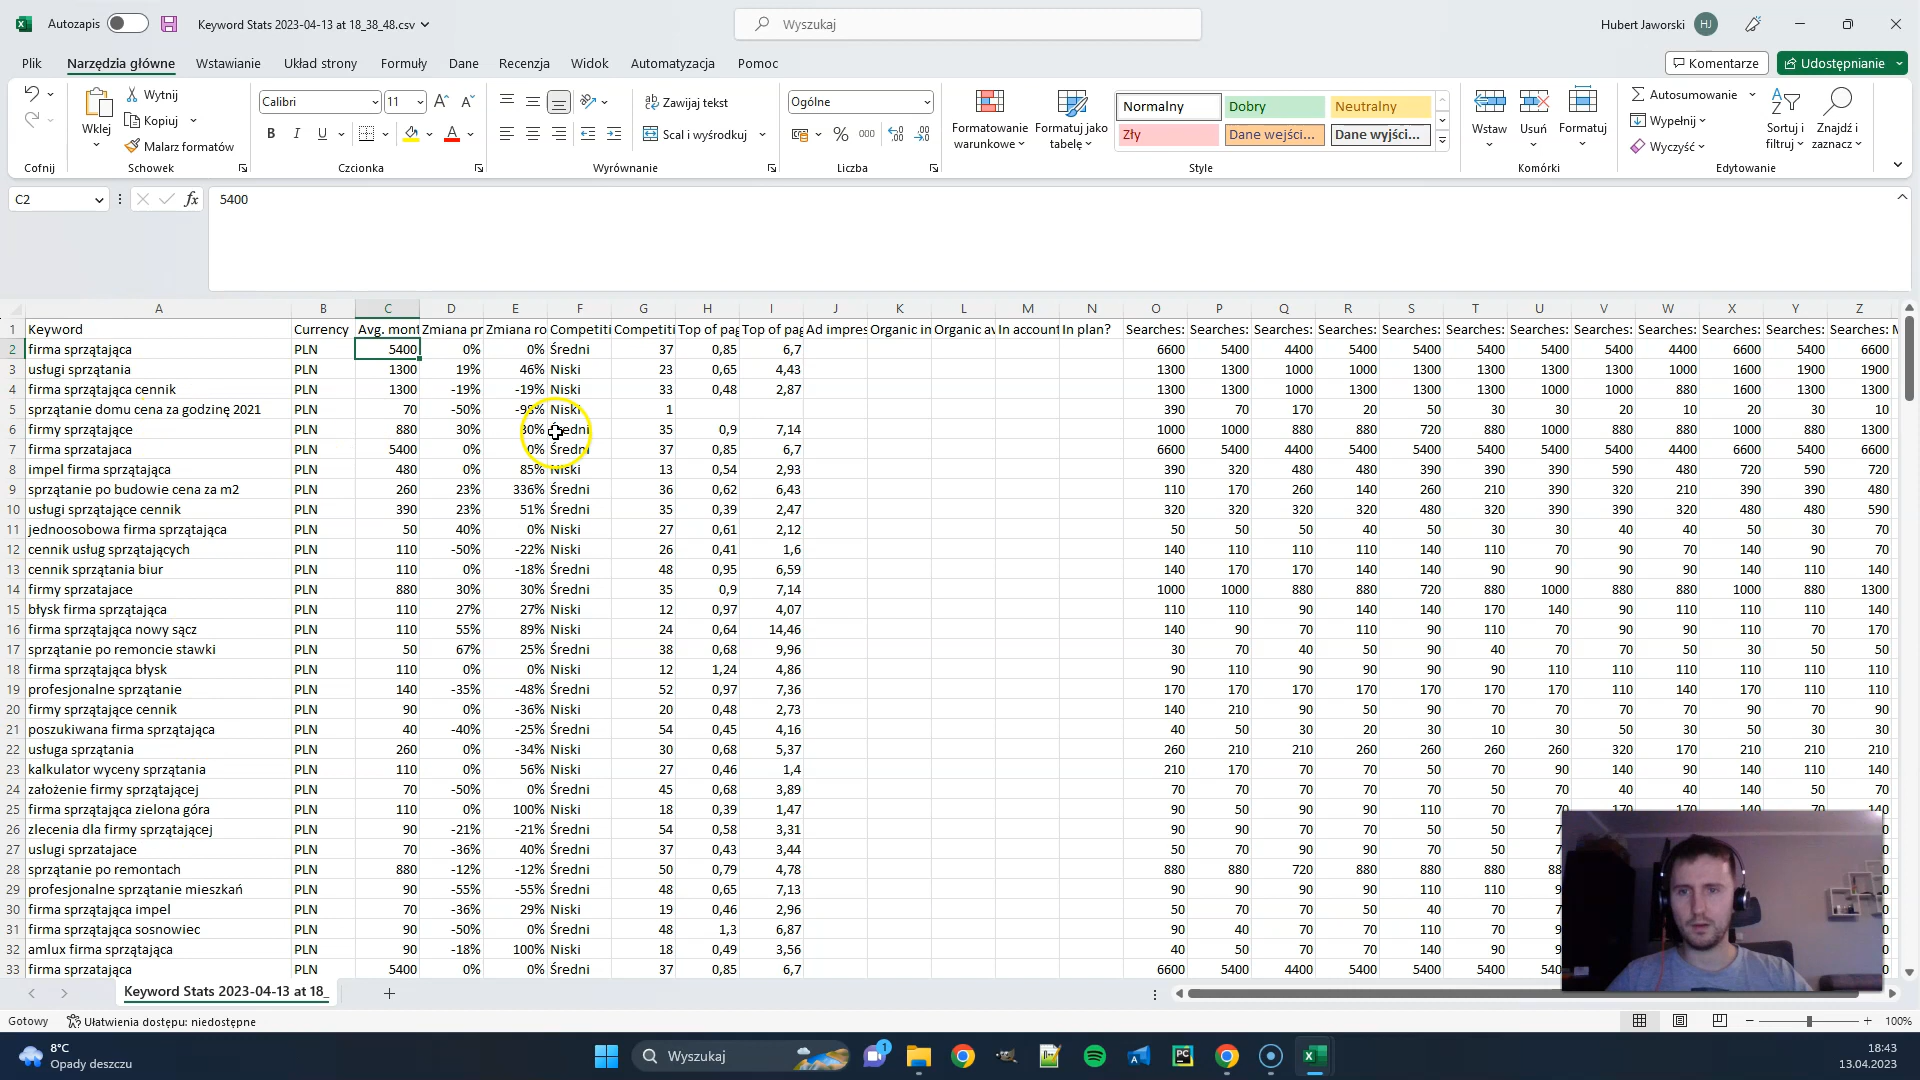 Autozapis Keyword Stats 2023-04-13 at 18_38_48.csv Wyszukaj Hubert Jaworski HJ
Plik Narzędzia główne Wstawianie Układ strony Formuły Dane Recenzja Widok Automatyzacja Pomoc Komentarze Udostępnianie
Wklej Wytnij Kopiuj Malarz formatów
Calibri 11 Zawijaj tekst Scal i wyśrodkuj Ogólne
Formatowanie warunkowe Formatuj jako tabelę Normalny Dobry Neutralny
Zły Dane wejści... Dane wyjści...
Wstaw Usuń Formatuj Autosumowanie Wypełnij Wyczyść Sortuj i filtruj Znajdź i zaznacz
Cofnij Schowek Czcionka Wyrównanie Liczba Style Komórki Edytowanie
C2 fx 5400
A B C D E F G H I J K L M N O P Q R S T U V W X Y Z
1 Keyword Currency Avg. mont Zmiana pr Zmiana ro Competiti Competiti Top of pag Top of pag Ad impres Organic in Organic av In account In plan? Searches: Searches: Searches: Searches: Searches: Searches: Searches: Searches: Searches: Searches: Searches: Searches: M
2 firma sprzątająca PLN 5400 0% 0% Średni 37 0,85 6,7 6600 5400 4400 5400 5400 5400 5400 5400 4400 6600 5400 6600
3 usługi sprzątania PLN 1300 19% 46% Niski 23 0,65 4,43 1300 1300 1000 1000 1300 1300 1300 1300 1000 1600 1900 1900
4 firma sprzątająca cennik PLN 1300 -19% -19% Niski 33 0,48 2,87 1300 1300 1000 1300 1300 1300 1000 1000 880 1600 1300 1300
5 sprzątanie domu cena za godzinę 2021 PLN 70 -50% Niski 1 390 70 170 20 50 30 30 20 10 20 30 10
6 firmy sprzątające PLN 880 30% 30% Średni 35 0,9 7,14 1000 1000 880 880 720 880 1000 880 880 1000 880 1300
7 firma sprzatajaca PLN 5400 0% 0% Średni 37 0,85 6,7 6600 5400 4400 5400 5400 5400 5400 5400 4400 6600 5400 6600
8 impel firma sprzątająca PLN 480 0% 85% Niski 13 0,54 2,93 390 320 480 480 390 390 390 590 480 720 590 720
9 sprzątanie po budowie cena za m2 PLN 260 23% 336% Średni 36 0,62 6,43 110 170 260 140 260 210 390 320 210 390 390 480
10 usługi sprzątające cennik PLN 390 23% 51% Średni 35 0,39 2,47 320 320 320 320 480 320 390 390 320 480 480 590
11 jednoosobowa firma sprzątająca PLN 50 40% 0% Niski 27 0,61 2,12 50 50 50 40 50 30 30 40 40 50 30 70
12 cennik usług sprzątających PLN 110 -50% -22% Niski 26 0,41 1,6 140 110 110 110 140 110 70 90 70 140 90 70
13 cennik sprzątania biur PLN 110 0% -18% Średni 48 0,95 6,59 140 170 170 140 140 90 90 90 90 140 110 140
14 firmy sprzatajace PLN 880 30% 30% Średni 35 0,9 7,14 1000 1000 880 880 720 880 1000 880 880 1000 880 1300
15 błysk firma sprzątająca PLN 110 27% 27% Niski 12 0,97 4,07 110 110 90 140 140 170 140 90 110 110 110 140
16 firma sprzątająca nowy sącz PLN 110 55% 89% Niski 24 0,64 14,46 140 90 70 110 90 110 70 90 90 110 70 170
17 sprzątanie po remoncie stawki PLN 50 67% 25% Średni 38 0,68 9,96 30 70 40 50 90 40 70 70 50 30 50 50
18 firma sprzątająca błysk PLN 110 0% 0% Niski 12 1,24 4,86 90 110 90 90 90 90 110 110 110 110 110 90
19 profesjonalne sprzątanie PLN 140 -35% -48% Średni 52 0,97 7,36 170 170 170 170 170 170 170 110 140 170 110 110
20 firmy sprzątające cennik PLN 90 0% -36% Niski 20 0,48 2,73 140 210 90 50 90 70 70 70 70 90 70 90
21 poszukiwana firma sprzątająca PLN 40 -40% -25% Średni 54 0,45 4,16 40 50 30 20 30 10 30 50 30 50 30 30
22 usługa sprzątania PLN 260 0% -34% Niski 30 0,68 5,37 260 210 210 260 260 260 260 320 170 210 210 210
23 kalkulator wyceny sprzątania PLN 110 0% 56% Niski 27 0,46 1,4 210 170 70 70 50 70 90 140 90 140 110 140
24 założenie firmy sprzątającej PLN 70 -50% 0% Średni 45 0,68 3,89 70 70 70 70 70 50 70 40 40 140 50 70
25 firma sprzątająca zielona góra PLN 110 0% 100% Niski 18 0,39 1,47 90 50 90 90 110 70
26 zlecenia dla firmy sprzątającej PLN 90 -21% -21% Średni 54 0,58 3,31 90 90 70 70 50 50
27 uslugi sprzatajace PLN 70 -36% 40% Średni 37 0,43 3,44 50 70 90 90 70 50
28 sprzątanie po remontach PLN 880 -12% -12% Średni 50 0,79 4,78 880 880 720 880 880 880
29 profesjonalne sprzątanie mieszkań PLN 90 -55% -55% Średni 48 0,65 7,13 90 90 90 90 110 110
30 firma sprzątająca impel PLN 70 -36% 29% Niski 19 0,46 2,96 50 70 70 50 40 70
31 firma sprzątająca sosnowiec PLN 90 -50% 0% Średni 48 1,3 6,87 90 40 70 70 110 70
32 amlux firma sprzątająca PLN 90 -18% 100% Niski 18 0,49 3,56 40 50 70 70 140 90
33 firma sprzatająca PLN 5400 0% 0% Średni 37 0,85 6,7 6600 5400 4400 5400 5400 5400
Keyword Stats 2023-04-13 at 18_
Gotowy Ułatwienia dostępu: niedostępne 100%
8°C Opady deszczu Wyszukaj 1 18:43 13.04.2023